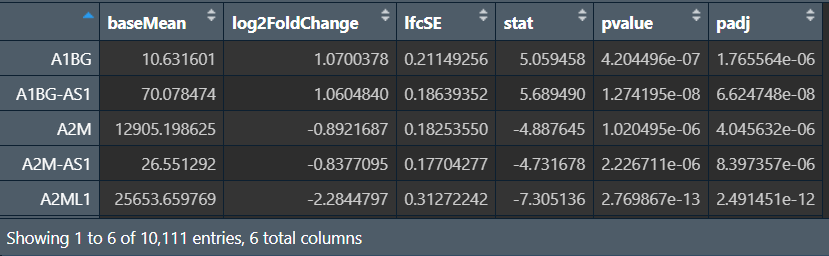 baseMean log2FoldChange lfcSE stat pvalue padj
A1BG 10.631601 1.0700378 0.21149256 5.059458 4.204496e-07 1.765564e-06
A1BG-AS1 70.078474 1.0604840 0.18639352 5.689490 1.274195e-08 6.624748e-08
A2M 12905.198625 -0.8921687 0.18253550 -4.887645 1.020495e-06 4.045632e-06
A2M-AS1 26.551292 -0.8377095 0.17704277 -4.731678 2.226711e-06 8.397357e-06
A2ML1 25653.659769 -2.2844797 0.31272242 -7.305136 2.769867e-13 2.491451e-12
Showing 1 to 6 of 10,111 entries, 6 total columns